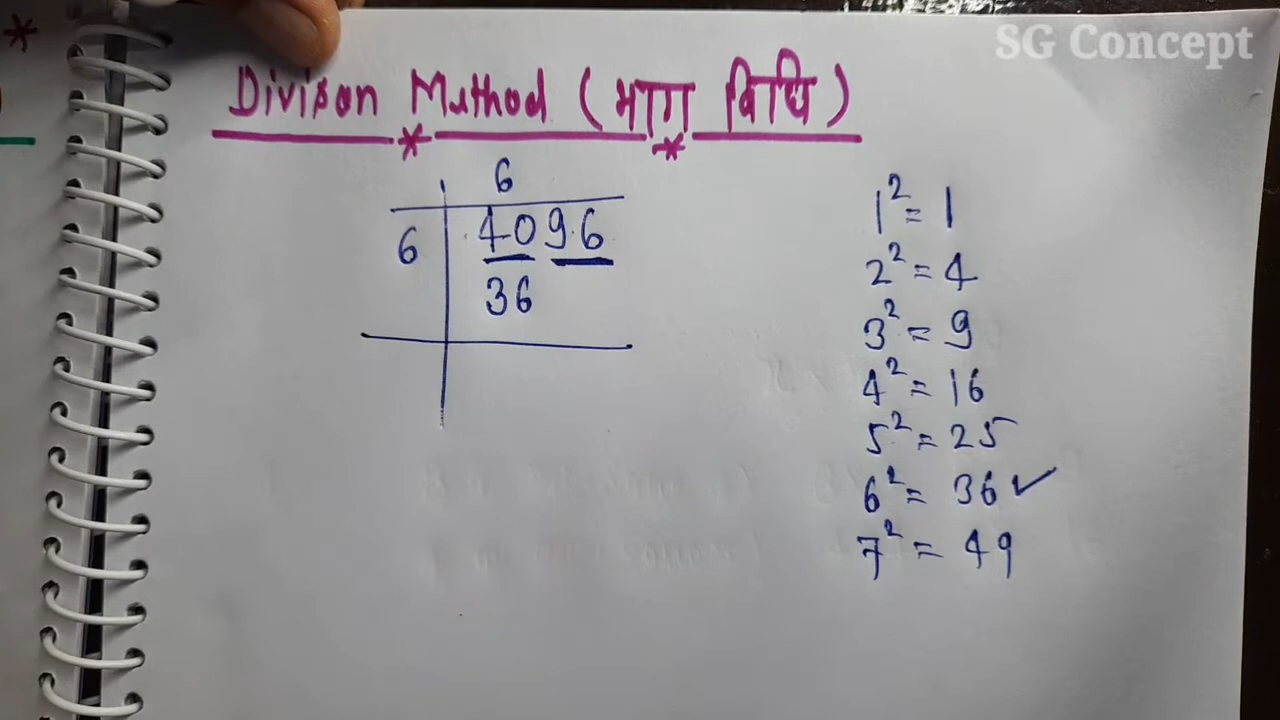 SG Concept
Divison Muthod (भाग विधि)
6
6 4096
36
1² = 1
2² = 4
3² = 9
4² = 16
5² = 25
6² = 36 ✓
7² = 49